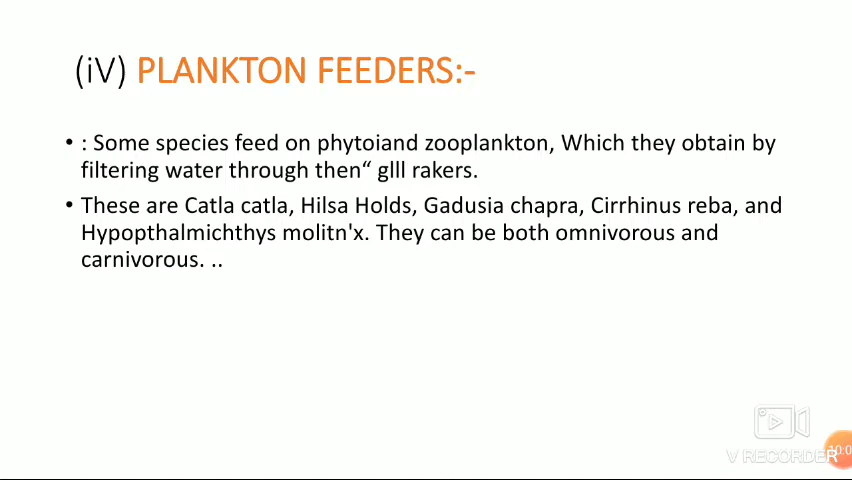 (iV) PLANKTON FEEDERS:-
• : Some species feed on phytoiand zooplankton, Which they obtain by
filtering water through then“ glll rakers.
• These are Catla catla, Hilsa Holds, Gadusia chapra, Cirrhinus reba, and
Hypopthalmichthys molitn'x. They can be both omnivorous and
carnivorous. ..
V RECORDER
10:0